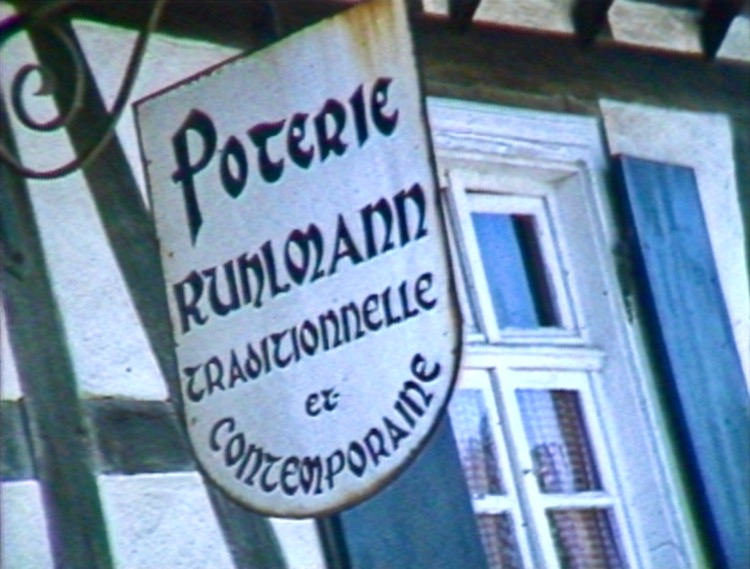 Poterie
Ruhlmann
Traditionnelle
et
Contemporaine